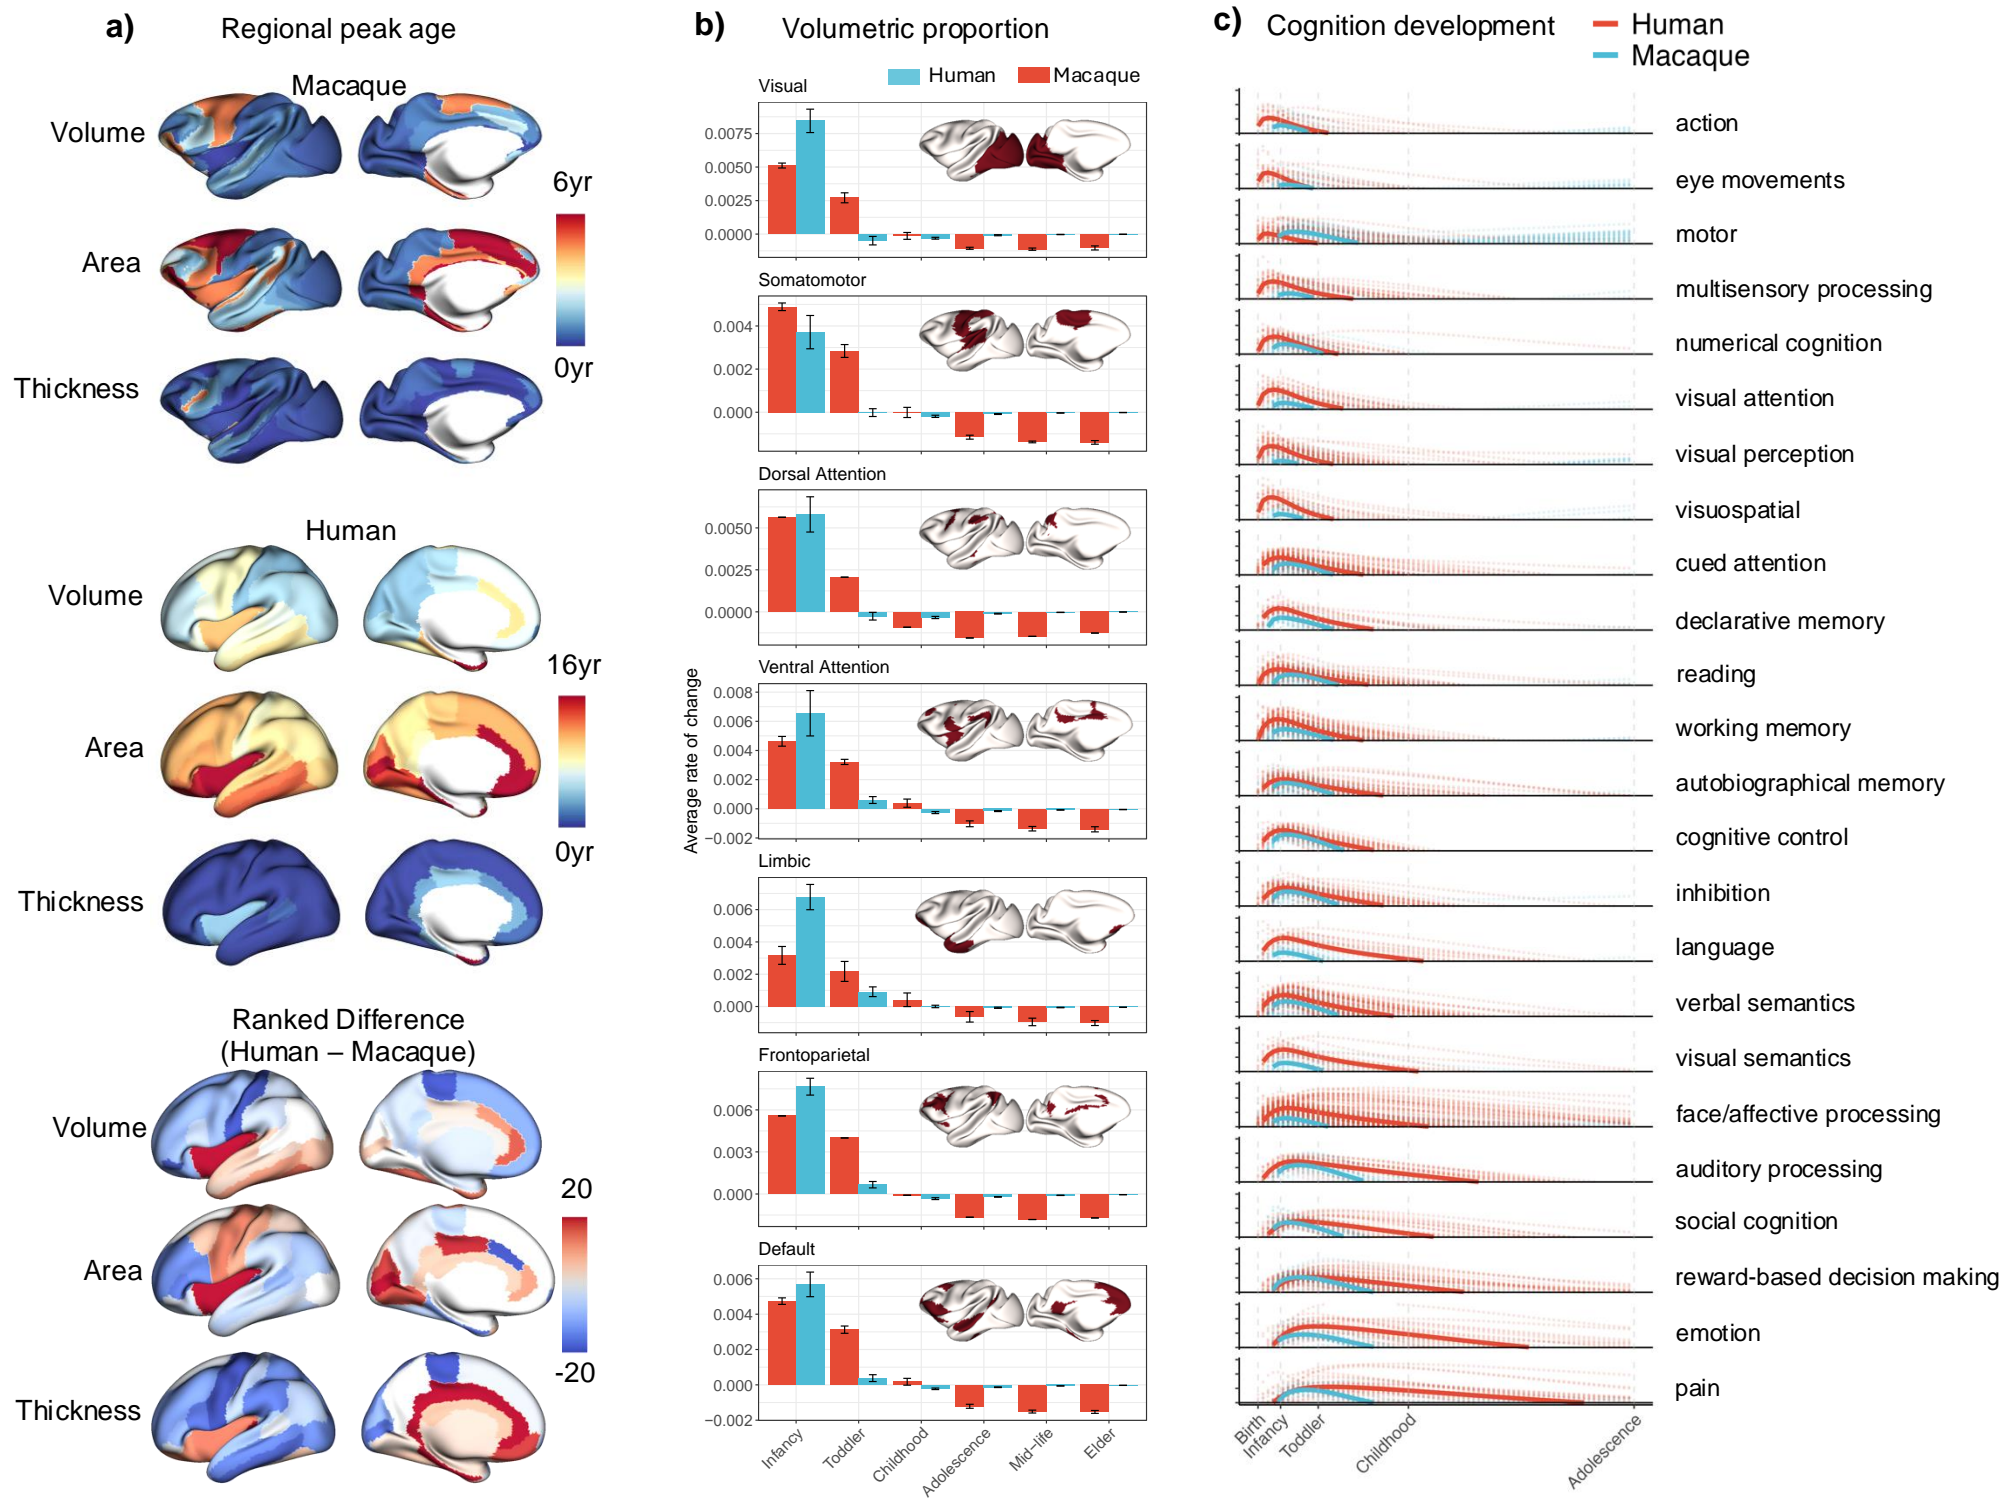 a) Regional peak age
Macaque
Volume
6yr
Area
0yr
Thickness
Human
Volume
16yr
Area
0yr
Thickness
Ranked Difference
(Human – Macaque)
Volume
20
Area
-20
Thickness
b) Volumetric proportion
Human Macaque
Average rate of change
Visual
0.0075
0.0050
0.0025
0.0000
Somatomotor
0.004
0.002
0.000
Dorsal Attention
0.0050
0.0025
0.0000
Ventral Attention
0.008
0.006
0.004
0.002
0.000
−0.002
Limbic
0.006
0.004
0.002
0.000
Frontoparietal
0.006
0.003
0.000
Default
0.006
0.004
0.002
0.000
−0.002
Infancy Toddler Childhood Adolescence Mid−life Elder
c) Cognition development
Human
Macaque
action
eye movements
motor
multisensory processing
numerical cognition
visual attention
visual perception
visuospatial
cued attention
declarative memory
reading
working memory
autobiographical memory
cognitive control
inhibition
language
verbal semantics
visual semantics
face/affective processing
auditory processing
social cognition
reward-based decision making
emotion
pain
Birth Infancy Toddler Childhood Adolescence